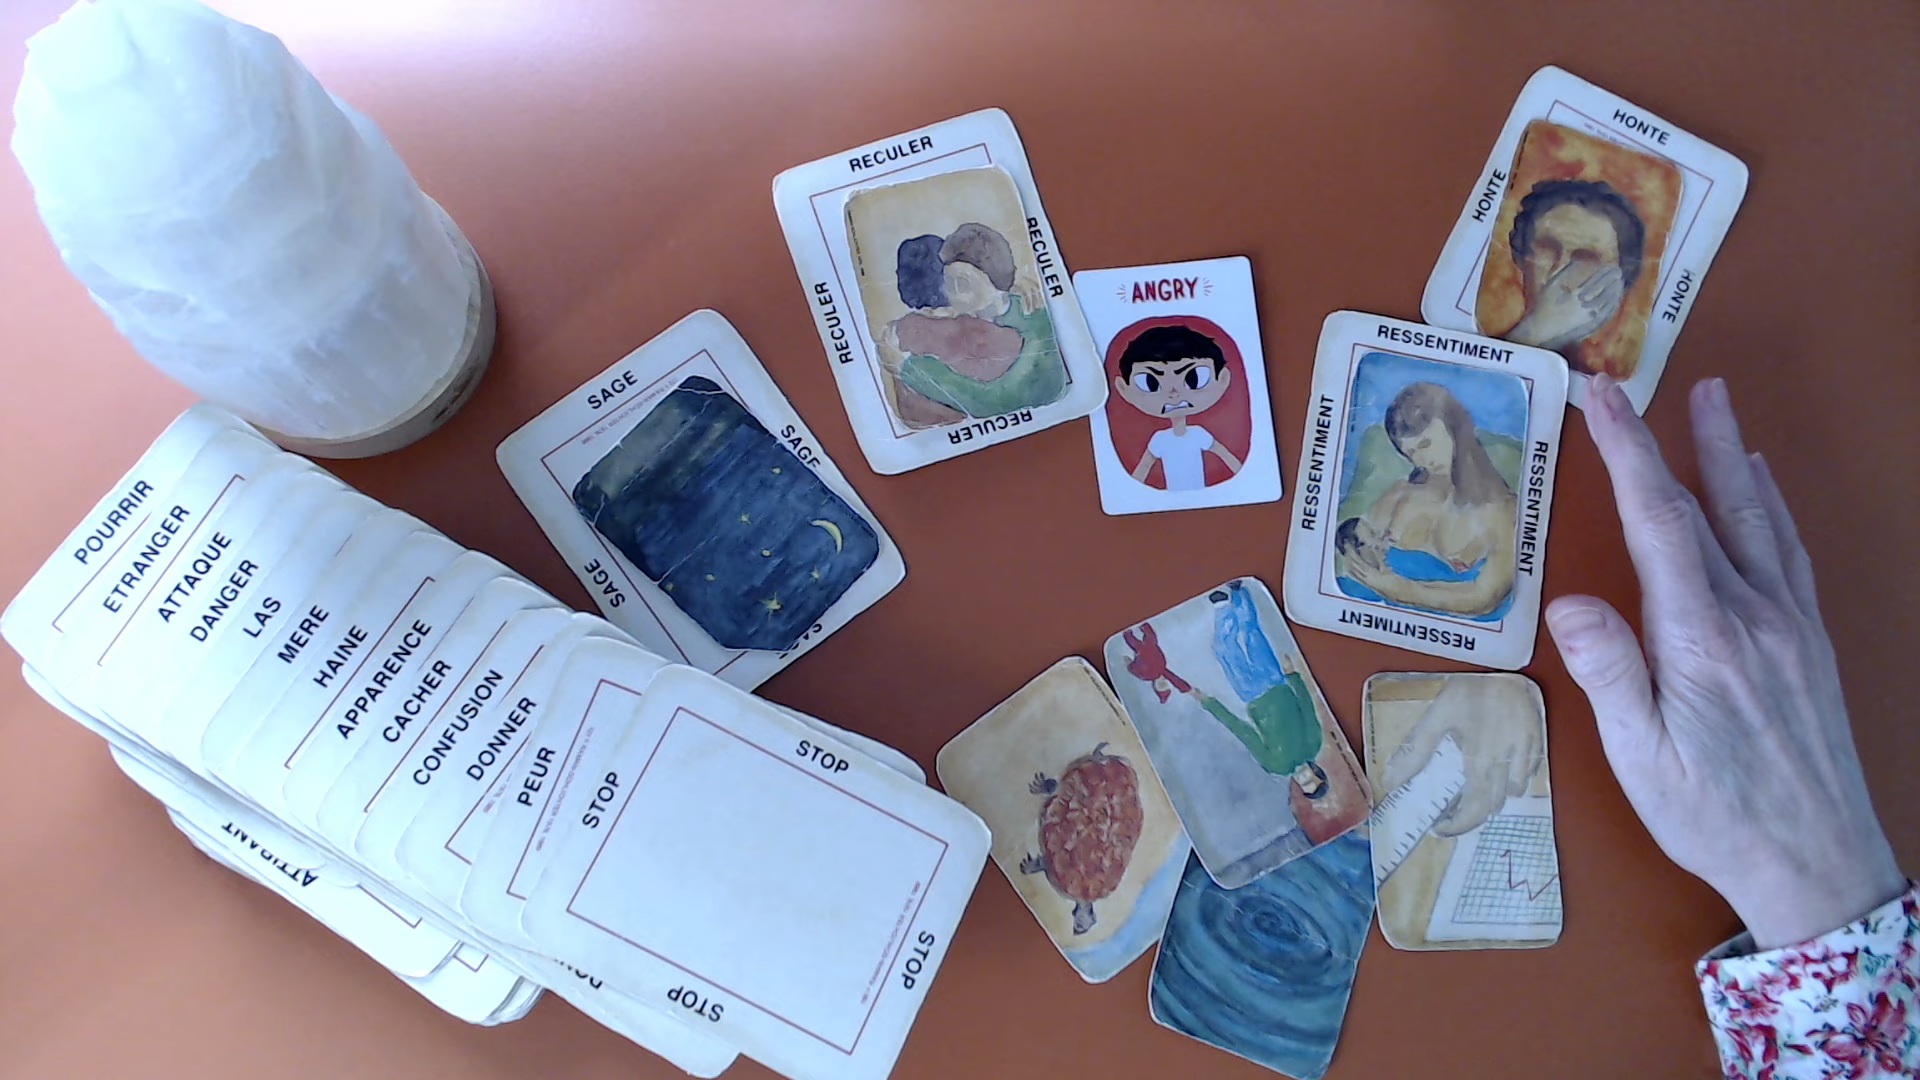 RECULER
RECULER
RECULER
RECULER
ANGRY
HONTE
HONTE
HONTE
RESSENTIMENT
RESSENTIMENT
RESSENTIMENT
RESSENTIMENT
SAGE
SAGE
SAGE
POURRIR
ETRANGER
ATTAQUE
DANGER
LAS
MERE
HAINE
APPARENCE
CACHER
CONFUSION
DONNER
PEUR
STOP
STOP
STOP
STOP